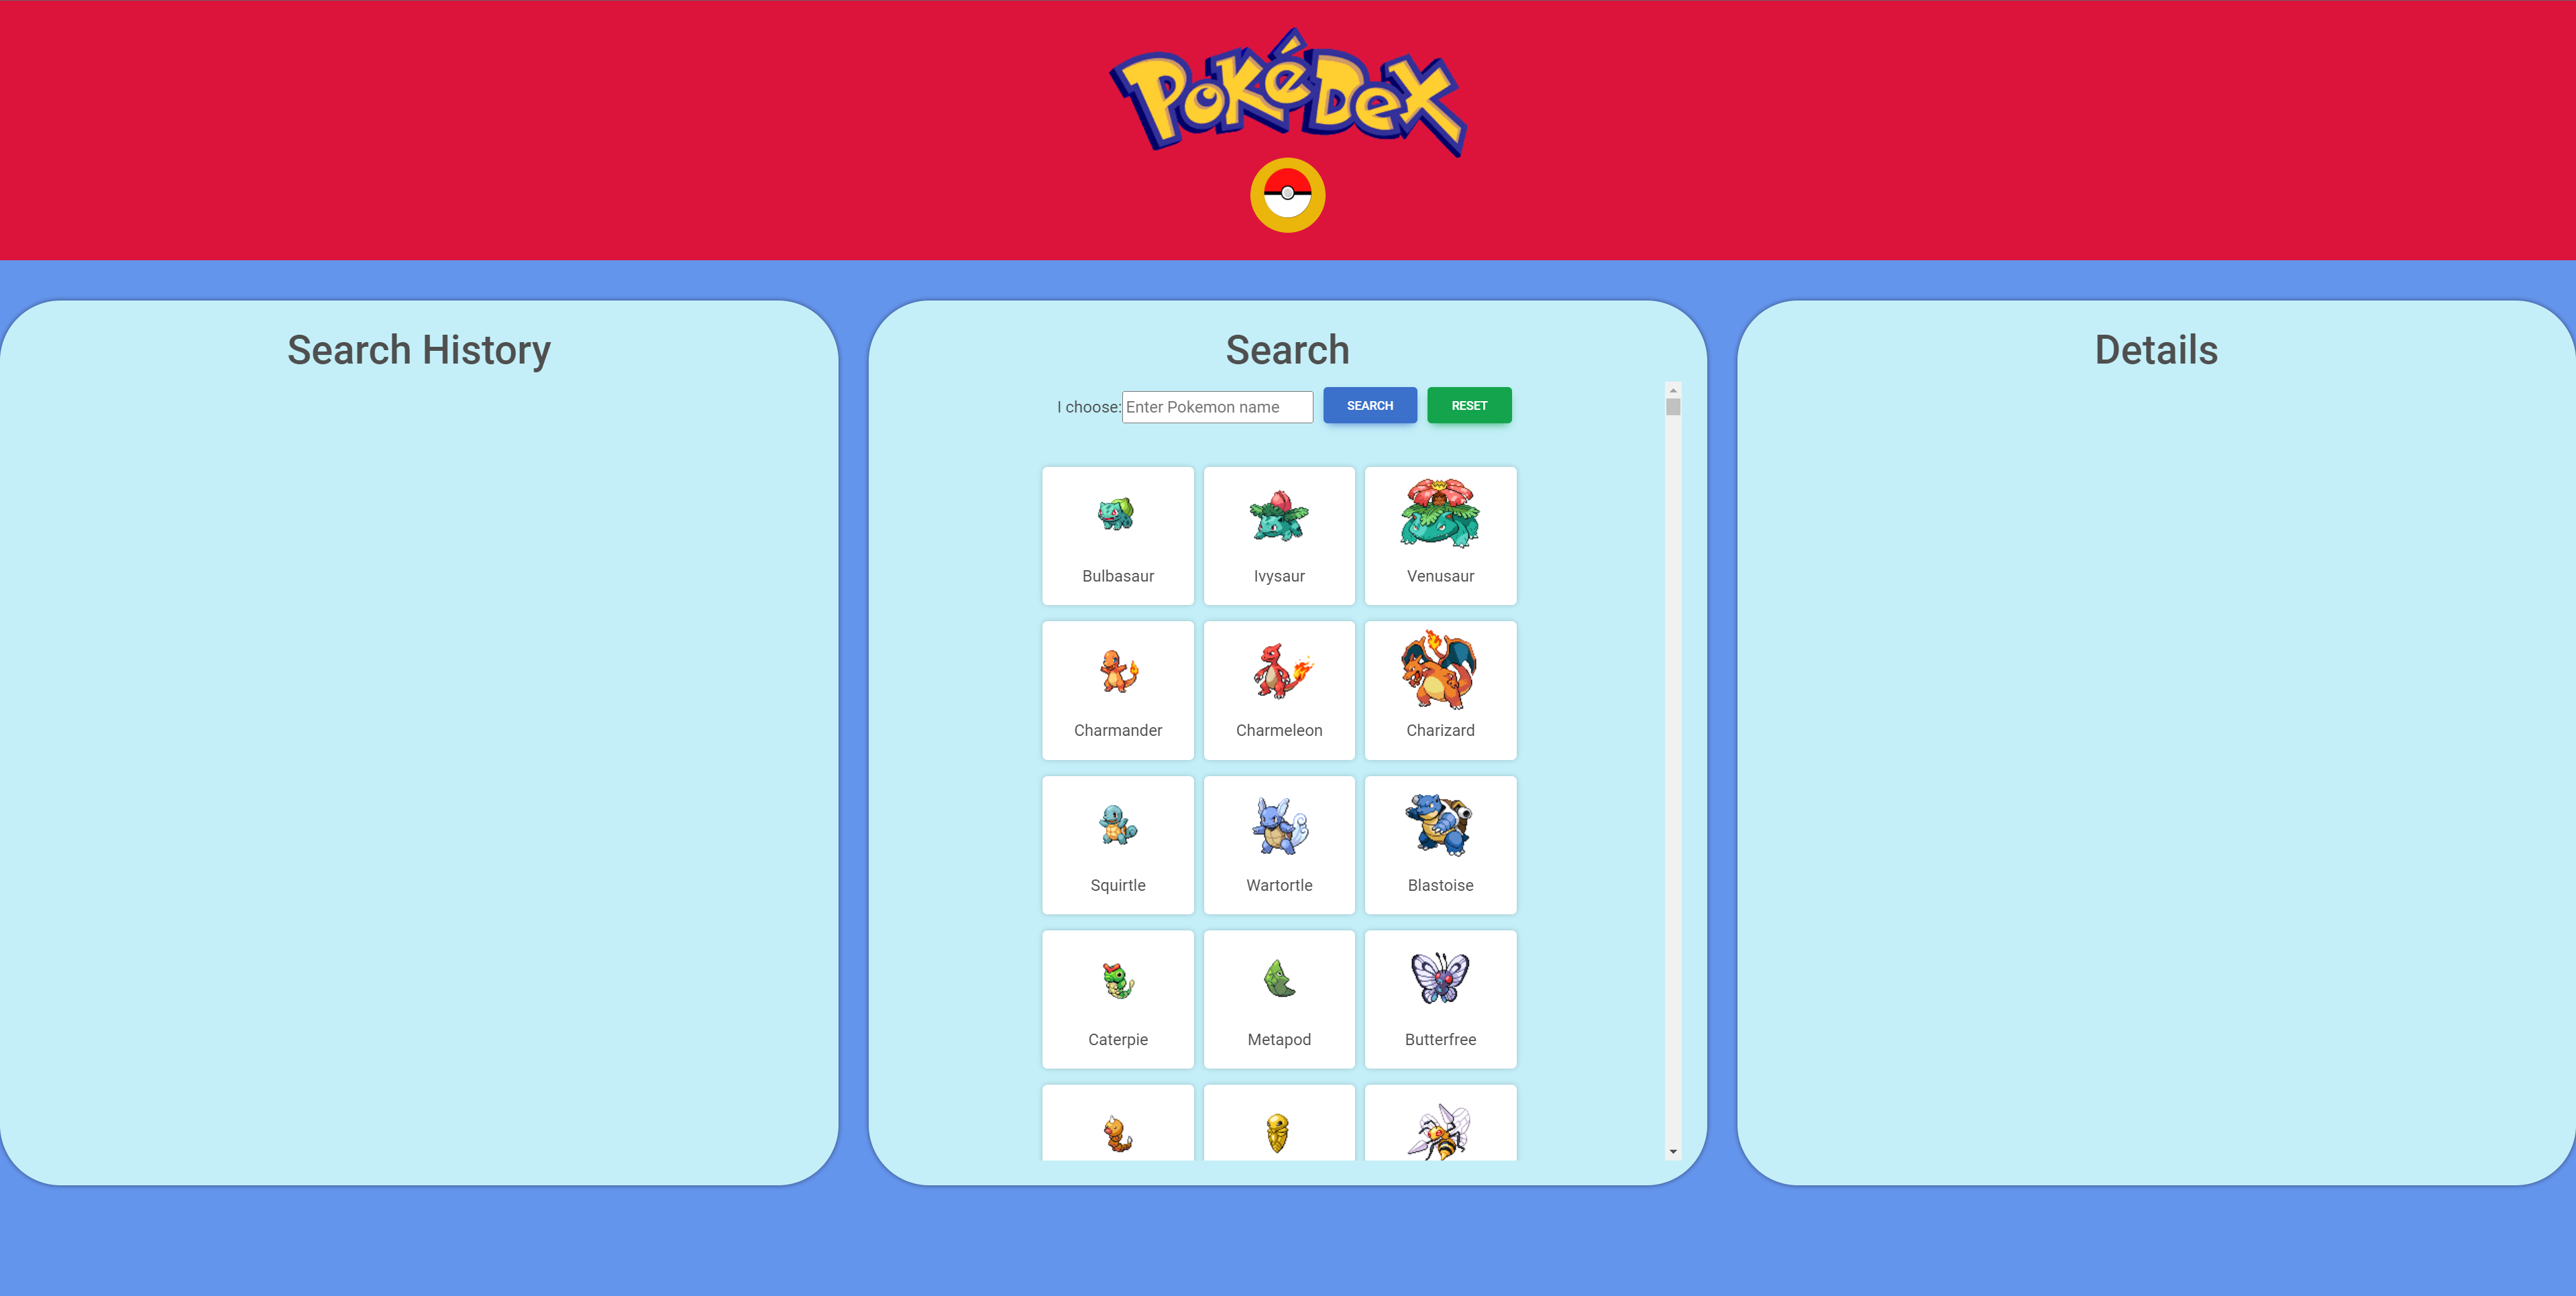 PokéDex
Search History
Search
Details
I choose:
Enter Pokemon name
SEARCH
RESET
Bulbasaur
Ivysaur
Venusaur
Charmander
Charmeleon
Charizard
Squirtle
Wartortle
Blastoise
Caterpie
Metapod
Butterfree